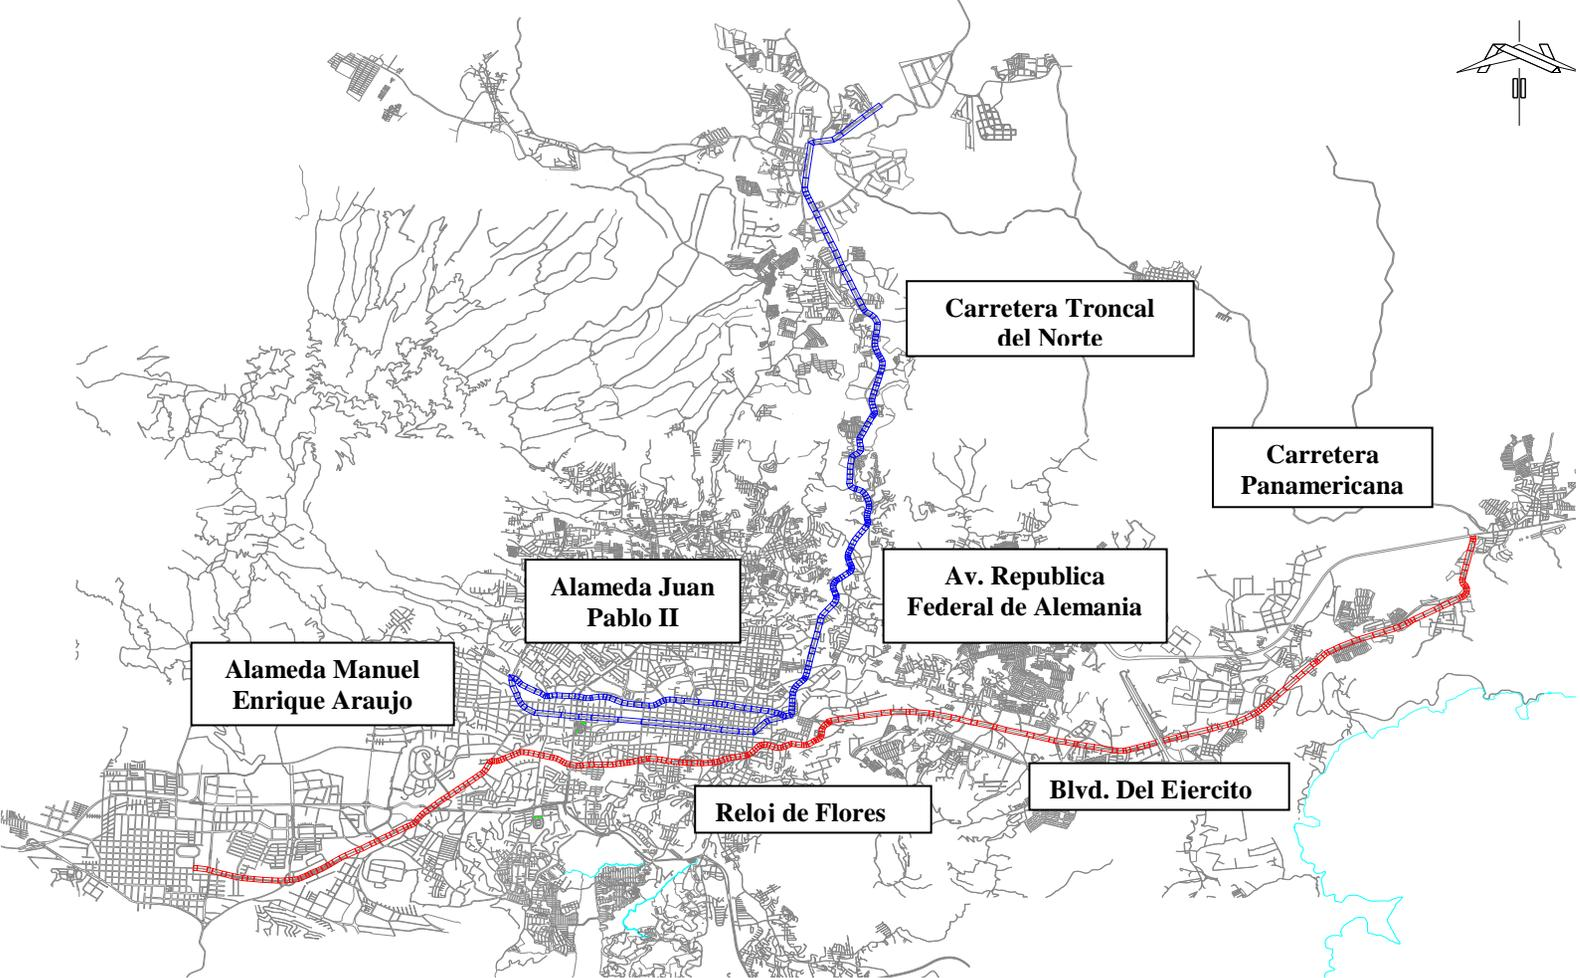 Carretera Troncal
del Norte
Carretera
Panamericana
Alameda Juan
Pablo II
Av. Republica
Federal de Alemania
Alameda Manuel
Enrique Araujo
Reloj de Flores
Blvd. Del Ejercito